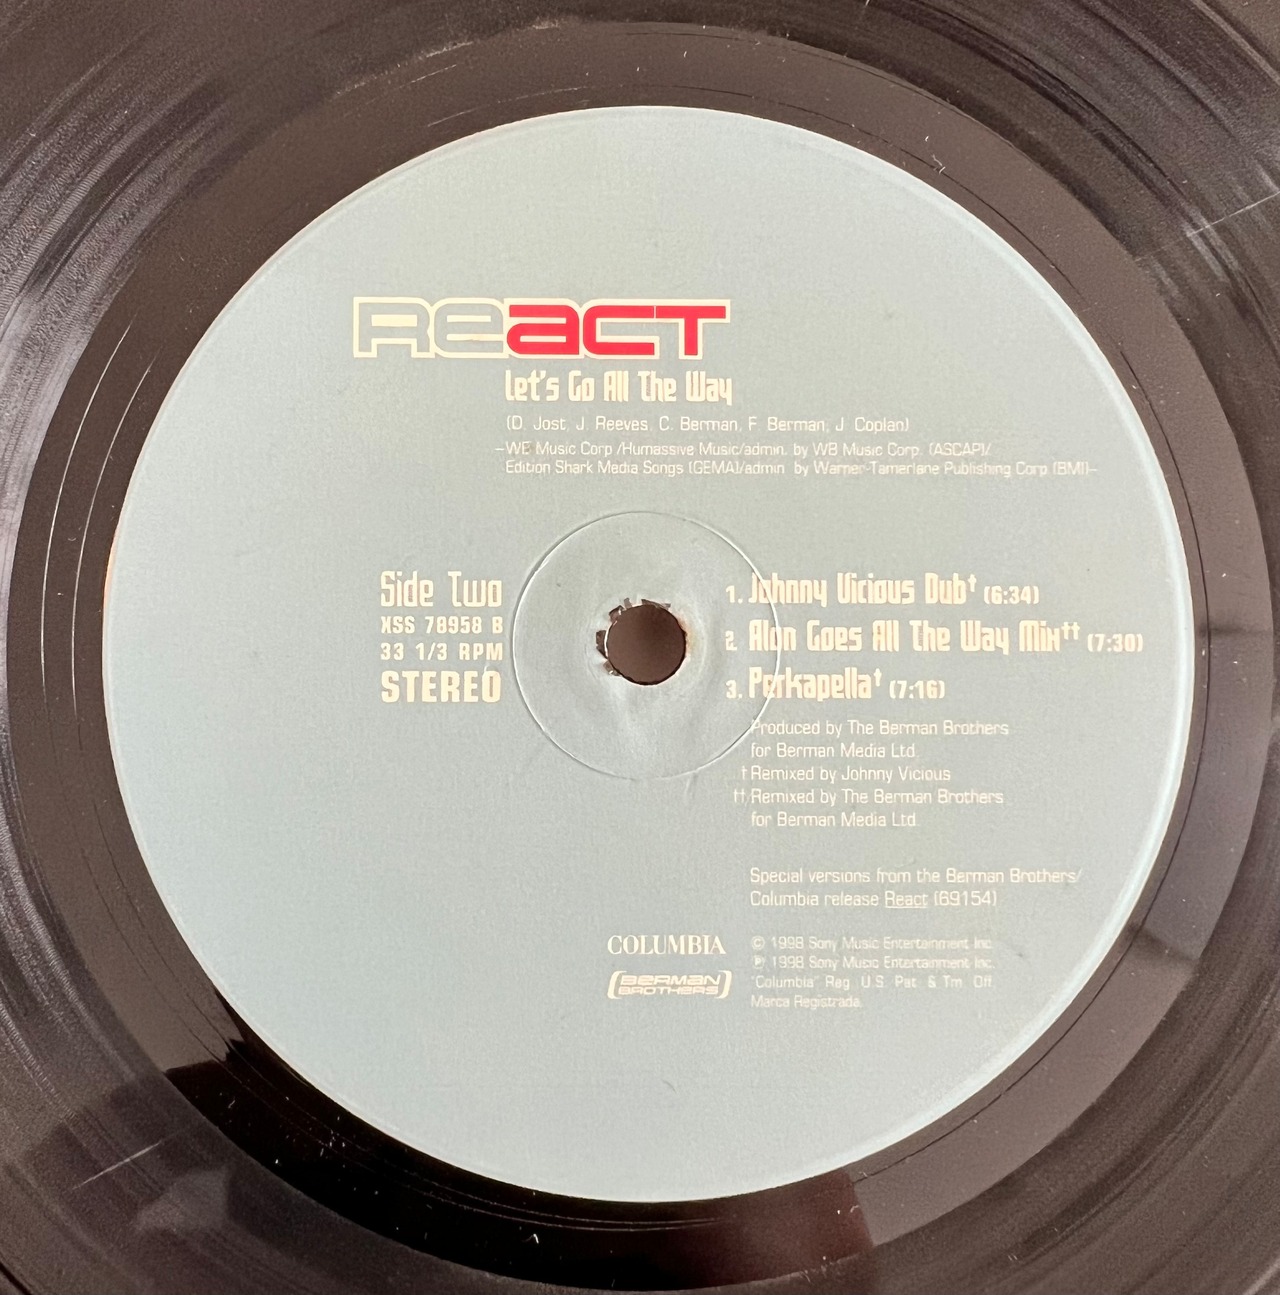 REACT
Let's Go All The Way
(D. Jost, J. Reeves, C. Berman, F. Berman, J. Coplan)
–WB Music Corp./Humassive Music/admin. by WB Music Corp. (ASCAP)/
Edition Shark Media Songs (GEMA)/admin. by Warner-Tamerlane Publishing Corp.(BMI)–
Side Two
XSS 78958 B
33 1/3 RPM
STEREO
1. Johnny Vicious Dub† (6:34)
2. Alon Goes All The Way Mix†† (7:30)
3. Perkapella† (7:16)
Produced by The Berman Brothers
for Berman Media Ltd.
† Remixed by Johnny Vicious
†† Remixed by The Berman Brothers
for Berman Media Ltd.
Special versions from the Berman Brothers/
Columbia release React (69154)
COLUMBIA
BERMAN
BROTHERS
© 1998 Sony Music Entertainment Inc.
℗ 1998 Sony Music Entertainment Inc.
"Columbia" Reg. U.S. Pat. & Tm. Off.
Marca Registrada.